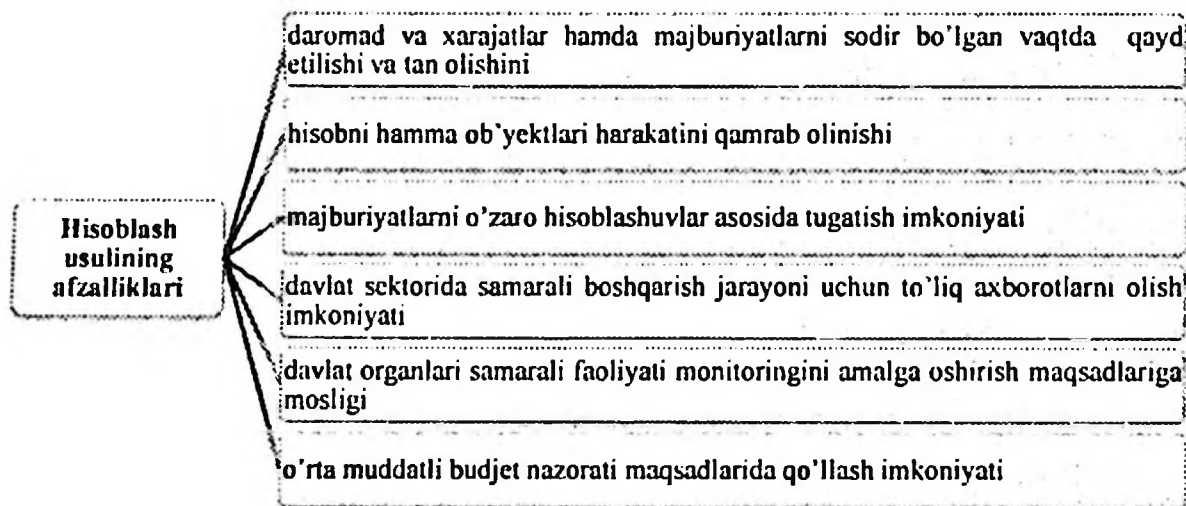 daromad va xarajatlar hamda majburiyatlarni sodir bo'lgan vaqtda qayd
etilishi va tan olishini
hisobni hamma ob'yektlari harakatini qamrab olinishi
majburiyatlarni o'zaro hisoblashuvlar asosida tugatish imkoniyati
Hisoblash
usulining
afzalliklari
davlat sektorida samarali boshqarish jarayoni uchun to'liq axborotlarni olish
imkoniyati
davlat organlari samarali faoliyati monitoringini amalga oshirish maqsadlariga
mosligi
o'rta muddatli budjet nazorati maqsadlarida qo'llash imkoniyati